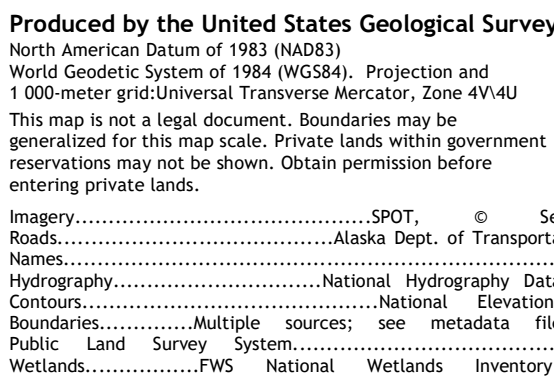 Produced by the United States Geological Survey
North American Datum of 1983 (NAD83)
World Geodetic System of 1984 (WGS84).  Projection and
1 000-meter grid:Universal Transverse Mercator, Zone 4V\4U
This map is not a legal document. Boundaries may be
generalized for this map scale. Private lands within government
reservations may not be shown. Obtain permission before
entering private lands.
Imagery..........................................SPOT, ©
Roads.......................................Alaska Dept. of
Names....................................................................
Hydrography.............................National Hydrography
Contours..........................................National Elevation
Boundaries..............Multiple sources; see metadata
Public Land Survey System.....................................
Wetlands................FWS National Wetlands Inventory